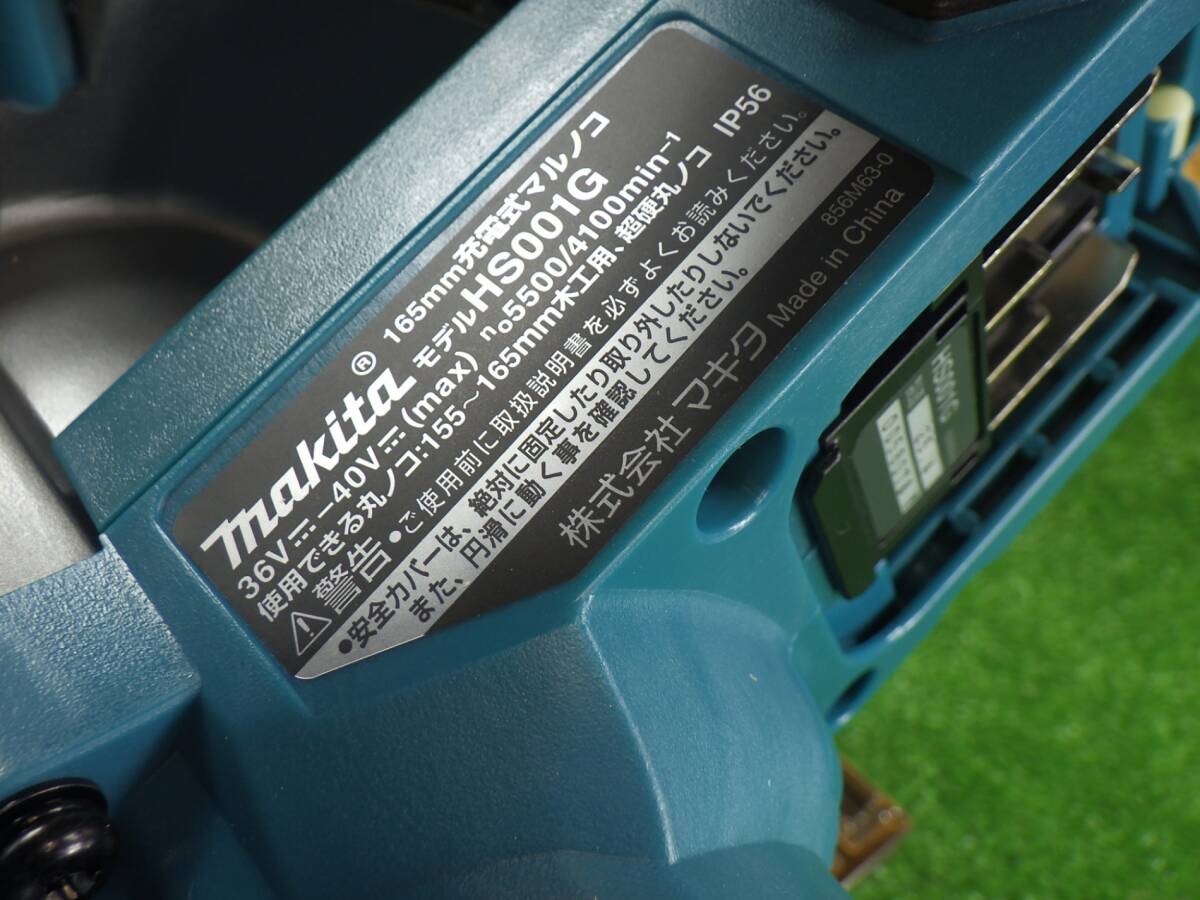 makita® 165mm充電式マルノコ
モデルHS001G
36V⎓–40V⎓(max) n₀5500/4100min⁻¹ IP56
使用できる丸ノコ:155〜165mm木工用、超硬丸ノコ
⚠警告 •ご使用前に取扱説明書を必ずよくお読みください。
•安全カバーは、絶対に固定したり取り外したりしないでください。
また、円滑に動く事を確認してください。
856M63-0
株式会社マキタ Made in China
HS001G